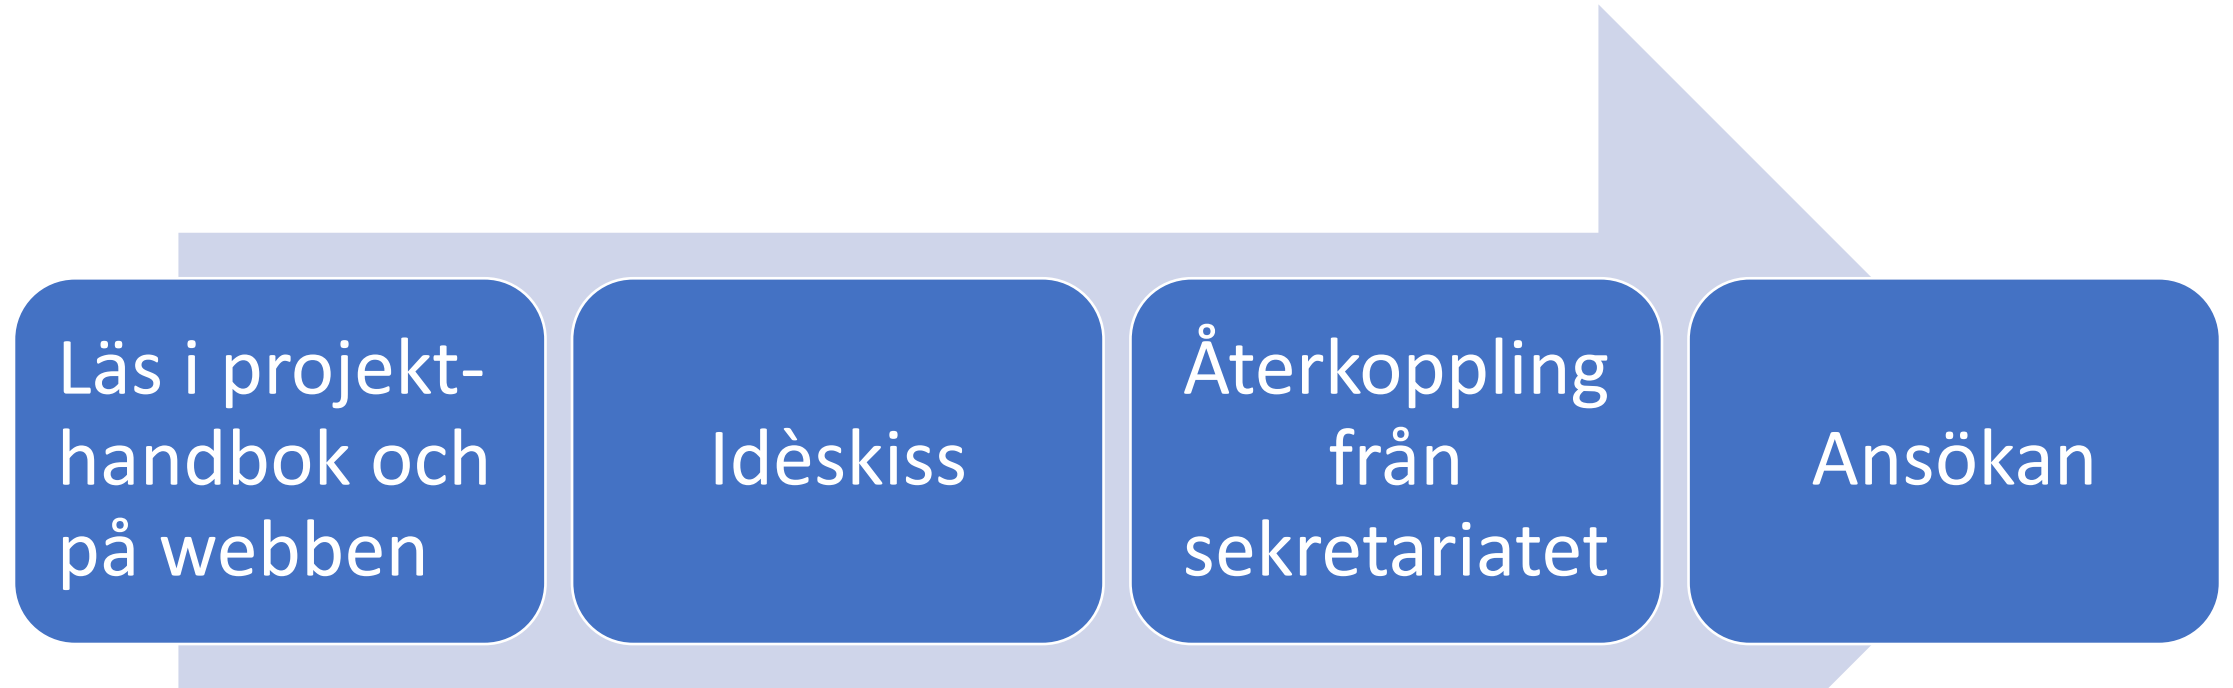 Läs i projekt-
handbok och
på webben
Idèskiss
Återkoppling
från
sekretariatet
Ansökan